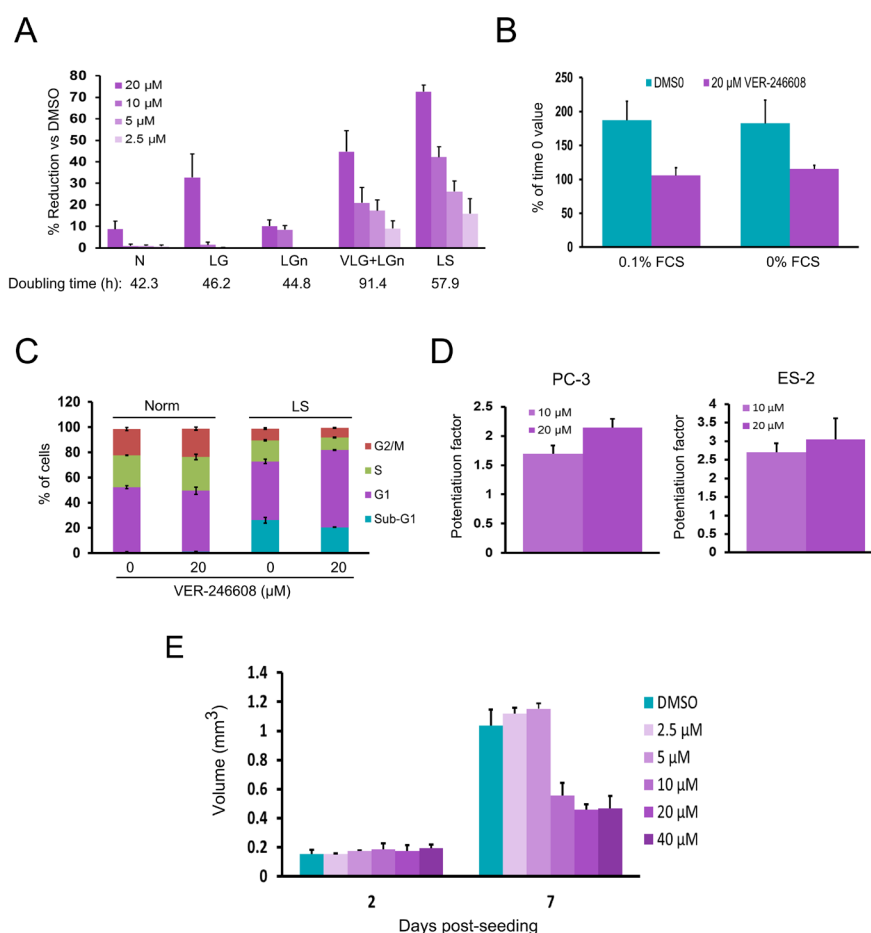 A
80
70
60
50
40
30
20
10
0
% Reduction vs DMSO
20 µM
10 µM
5 µM
2.5 µM
N LG LGn VLG+LGn LS
Doubling time (h): 42.3 46.2 44.8 91.4 57.9
B
250
200
150
100
50
0
% of time 0 value
DMS0 20 µM VER-246608
0.1% FCS 0% FCS
C
120
100
80
60
40
20
0
% of cells
Norm LS
G2/M
S
G1
Sub-G1
0 20 0 20
VER-246608 (µM)
D
PC-3
2.5
2
1.5
1
0.5
0
Potentiatiuon factor
10 µM
20 µM
ES-2
4
3.5
3
2.5
2
1.5
1
0.5
0
Potentiatiuon factor
10 µM
20 µM
E
1.4
1.2
1
0.8
0.6
0.4
0.2
0
Volume (mm³)
DMSO
2.5 µM
5 µM
10 µM
20 µM
40 µM
2 7
Days post-seeding